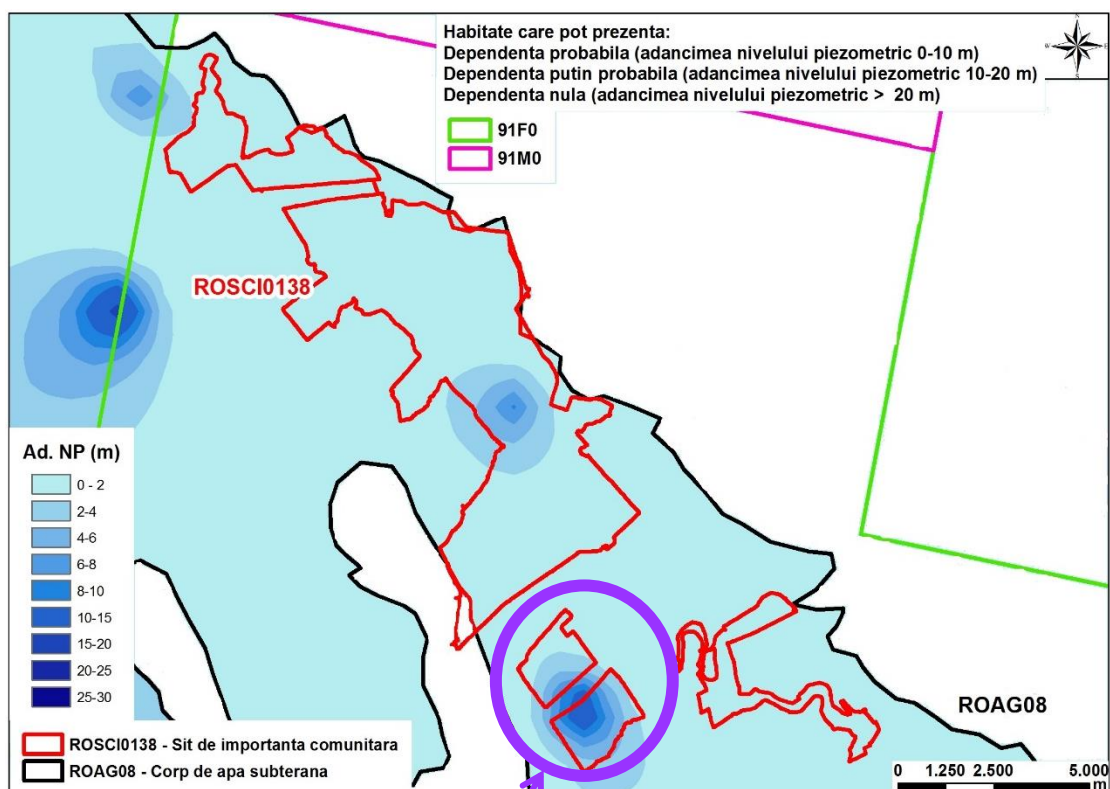 Habitate care pot prezenta:
Dependenta probabila (adancimea nivelului piezometric 0-10 m)
Dependenta putin probabila (adancimea nivelului piezometric 10-20 m)
Dependenta nula (adancimea nivelului piezometric > 20 m)
91F0
91M0
ROSCI0138
Ad. NP (m)
0 - 2
2-4
4-6
6-8
8-10
10-15
15-20
20-25
25-30
ROSCI0138 - Sit de importanta comunitara
ROAG08 - Corp de apa subterana
ROAG08
0 1.250 2.500 5.000
m